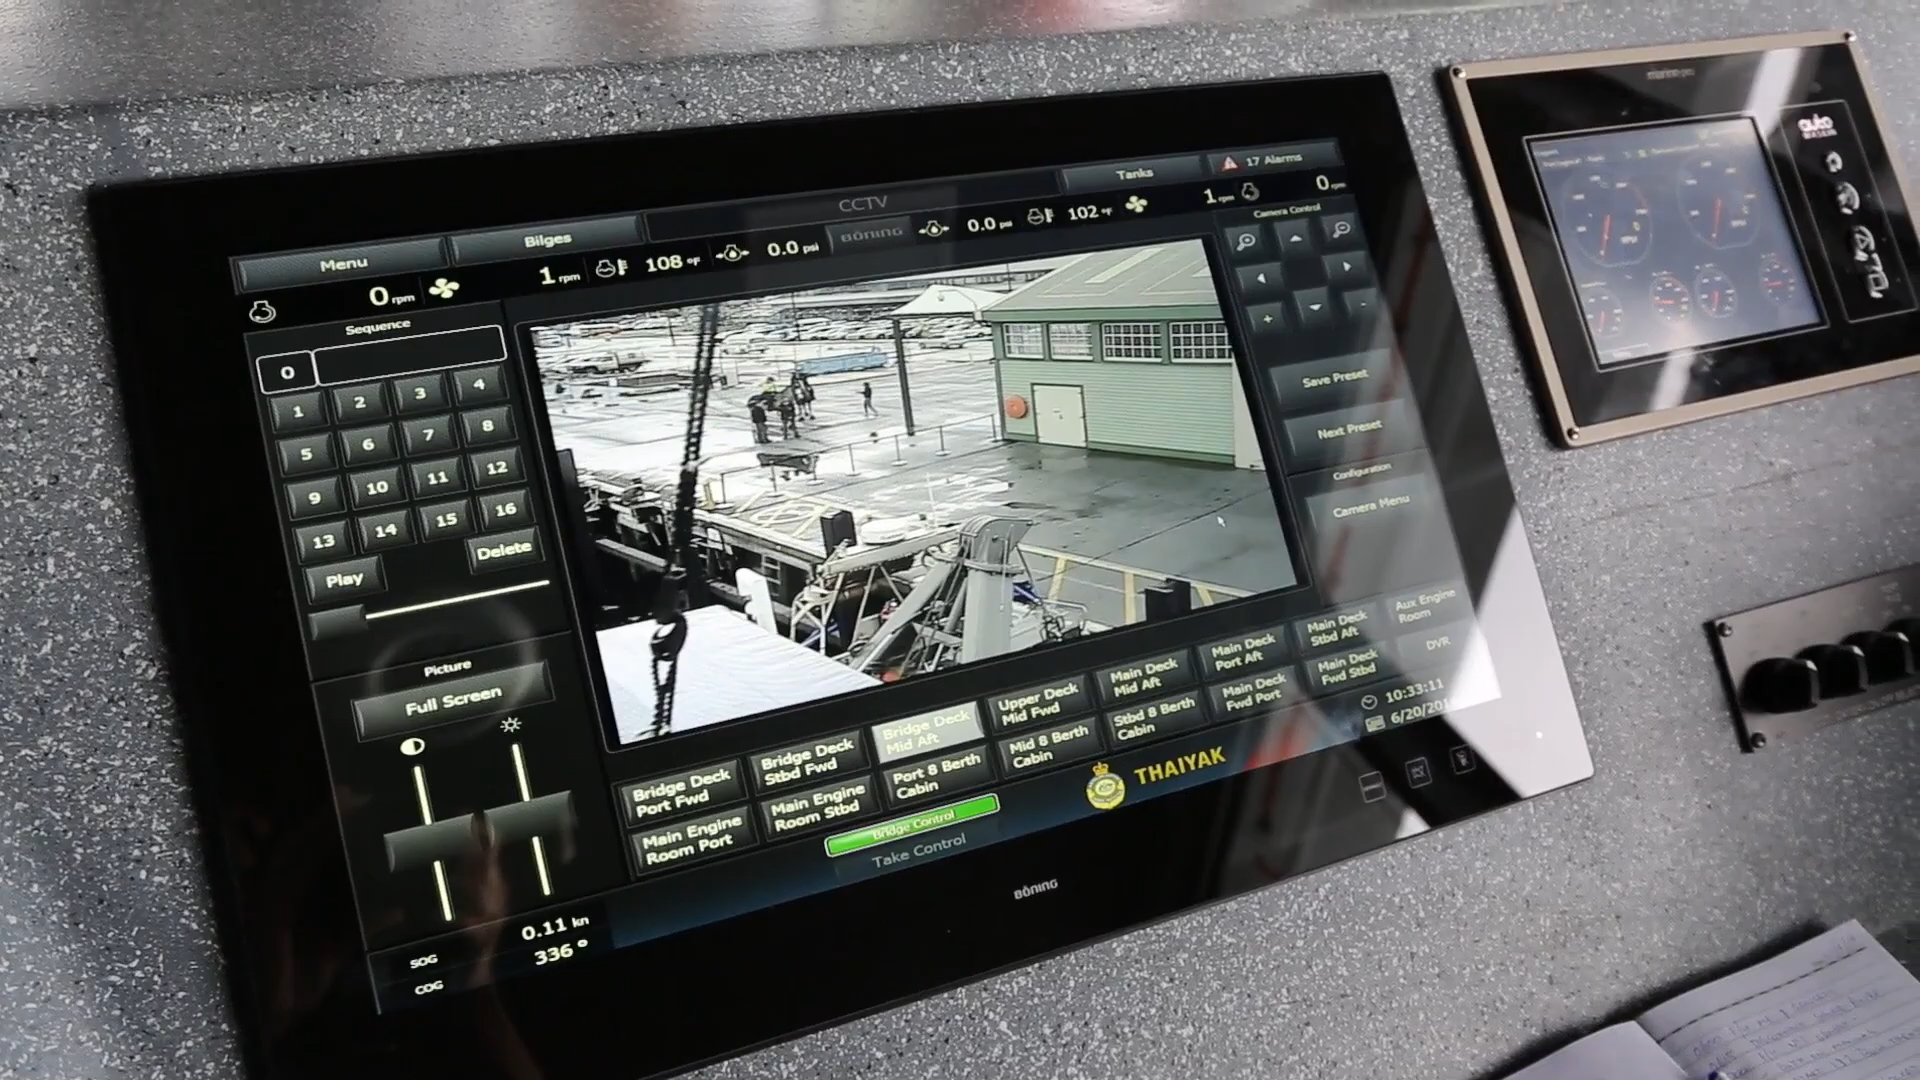 CCTV
Tanks
17 Alarms
Menu
Bilges
0 rpm
1 rpm
108 °F
0.0 psi
BÖNING
0.0 psi
102 °F
1 rpm
0 rpm
Sequence
0
1 2 3 4
5 6 7 8
9 10 11 12
13 14 15 16
Play
Delete
Picture
Full Screen
Camera Control
+
-
Save Preset
Next Preset
Configuration
Camera Menu
Bridge Deck
Port Fwd
Bridge Deck
Stbd Fwd
Bridge Deck
Mid Aft
Upper Deck
Mid Fwd
Main Deck
Mid Aft
Main Deck
Port Aft
Main Deck
Stbd Aft
Aux Engine
Room
Main Engine
Room Port
Main Engine
Room Stbd
Port 8 Berth
Cabin
Mid 8 Berth
Cabin
Stbd 8 Berth
Cabin
Main Deck
Fwd Port
Main Deck
Fwd Stbd
DVR
Bridge Control
Take Control
THAIYAK
10:33:11
SOG 0.11 kn
COG 336 °
BÖNING
auto